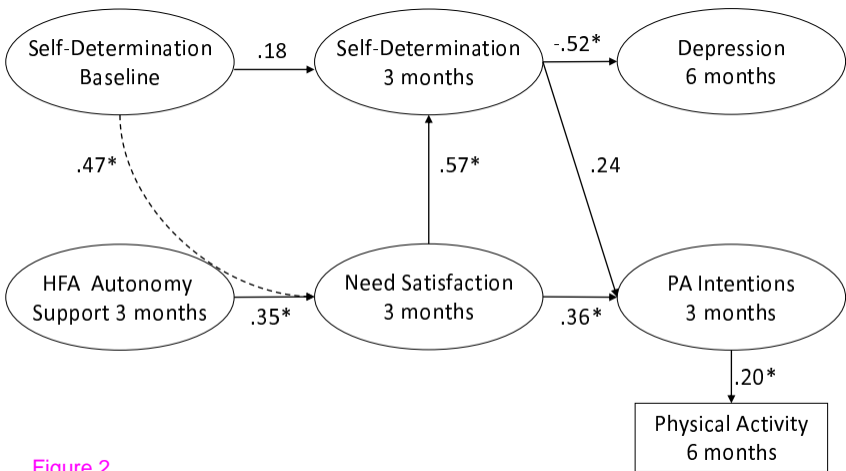 Self-Determination
Baseline
.18
Self-Determination
3 months
-.52*
Depression
6 months
.47*
.57*
.24
HFA Autonomy
Support 3 months
.35*
Need Satisfaction
3 months
.36*
PA Intentions
3 months
.20*
Physical Activity
6 months
Figure 2